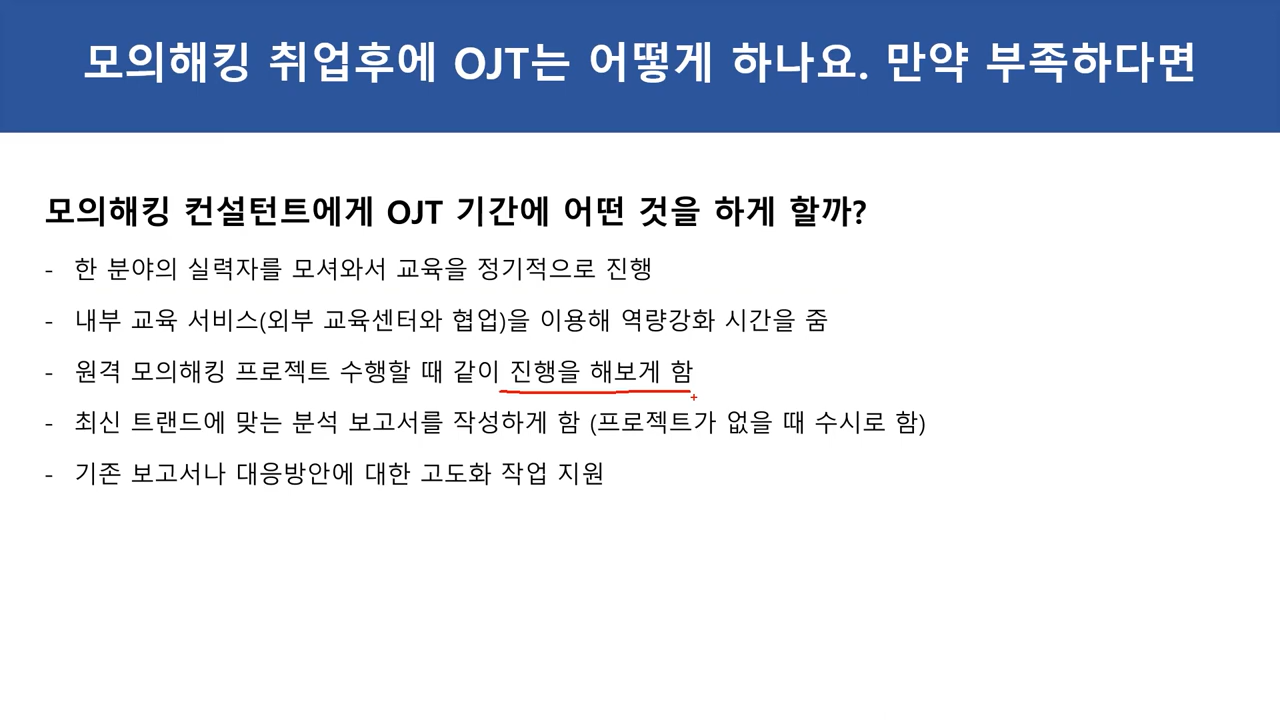 모의해킹 취업후에 OJT는 어떻게 하나요. 만약 부족하다면
모의해킹 컨설턴트에게 OJT 기간에 어떤 것을 하게 할까?
- 한 분야의 실력자를 모셔와서 교육을 정기적으로 진행
- 내부 교육 서비스(외부 교육센터와 협업)을 이용해 역량강화 시간을 줌
- 원격 모의해킹 프로젝트 수행할 때 같이 진행을 해보게 함
- 최신 트랜드에 맞는 분석 보고서를 작성하게 함 (프로젝트가 없을 때 수시로 함)
- 기존 보고서나 대응방안에 대한 고도화 작업 지원